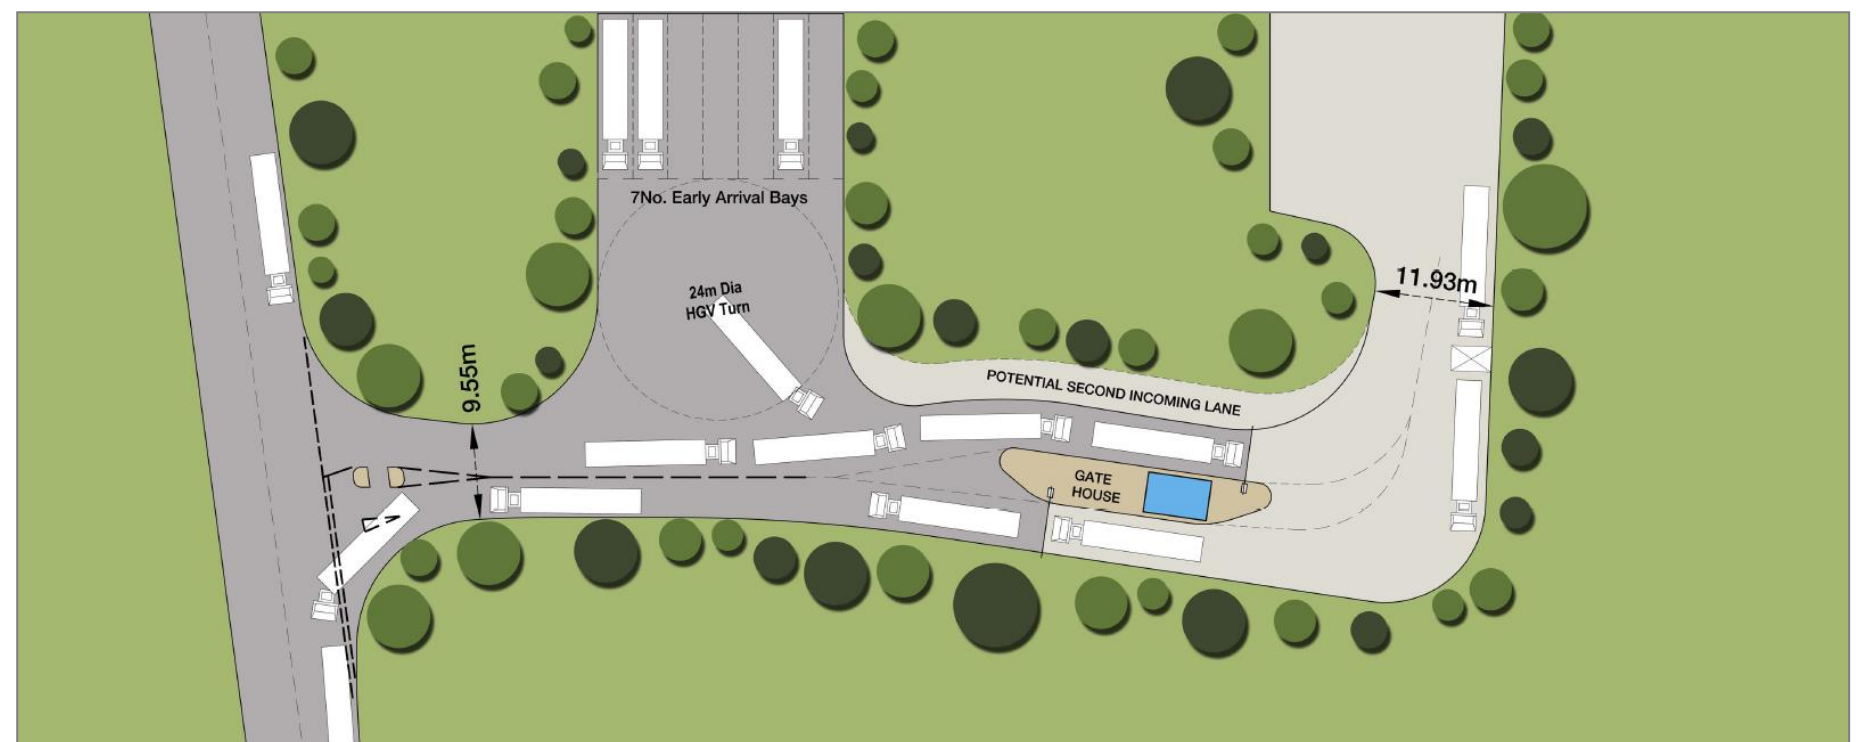 7No. Early Arrival Bays
24m Dia
HGV Turn
11.93m
9.55m
POTENTIAL SECOND INCOMING LANE
GATE
HOUSE